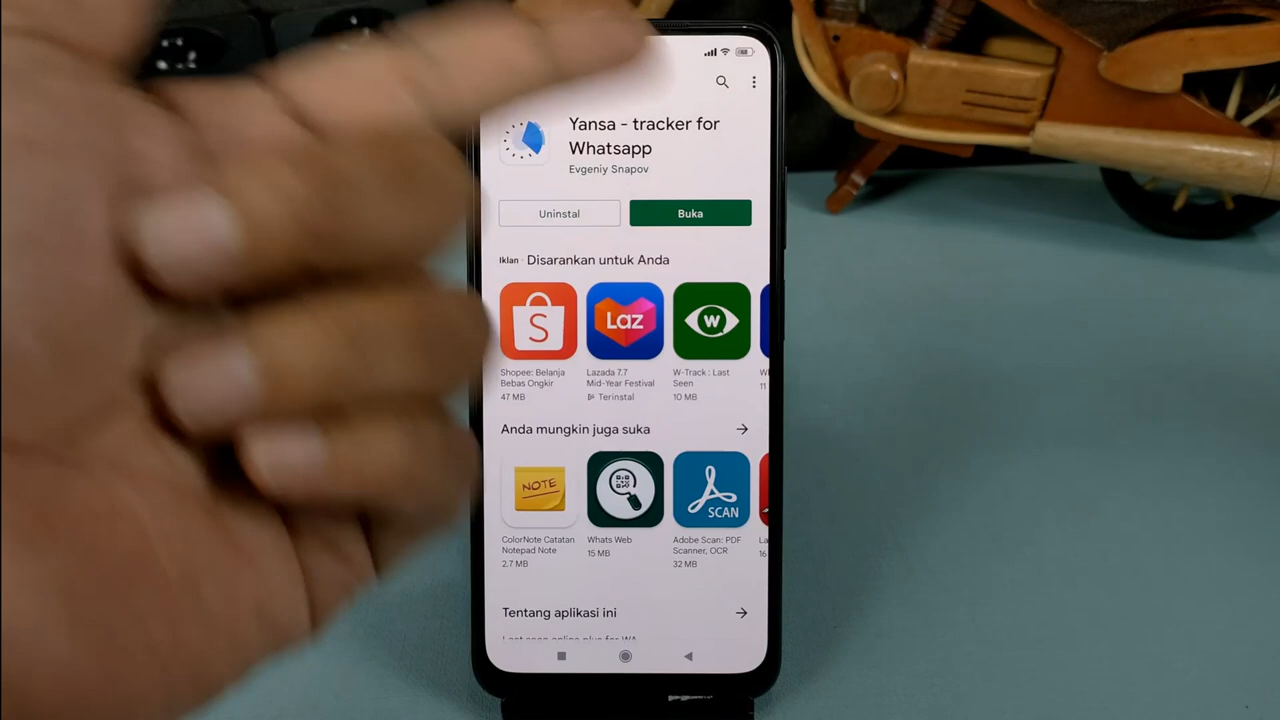 Yansa - tracker for
Whatsapp
Evgeniy Snapov
Uninstal
Buka
Iklan · Disarankan untuk Anda
S
Laz
W
Shopee: Belanja
Bebas Ongkir
47 MB
Lazada 7.7
Mid-Year Festival
Terinstal
W-Track : Last
Seen
10 MB
11
Anda mungkin juga suka
NOTE
SCAN
ColorNote Catatan
Notepad Note
2.7 MB
Whats Web
15 MB
Adobe Scan: PDF
Scanner, OCR
32 MB
La
16
Tentang aplikasi ini